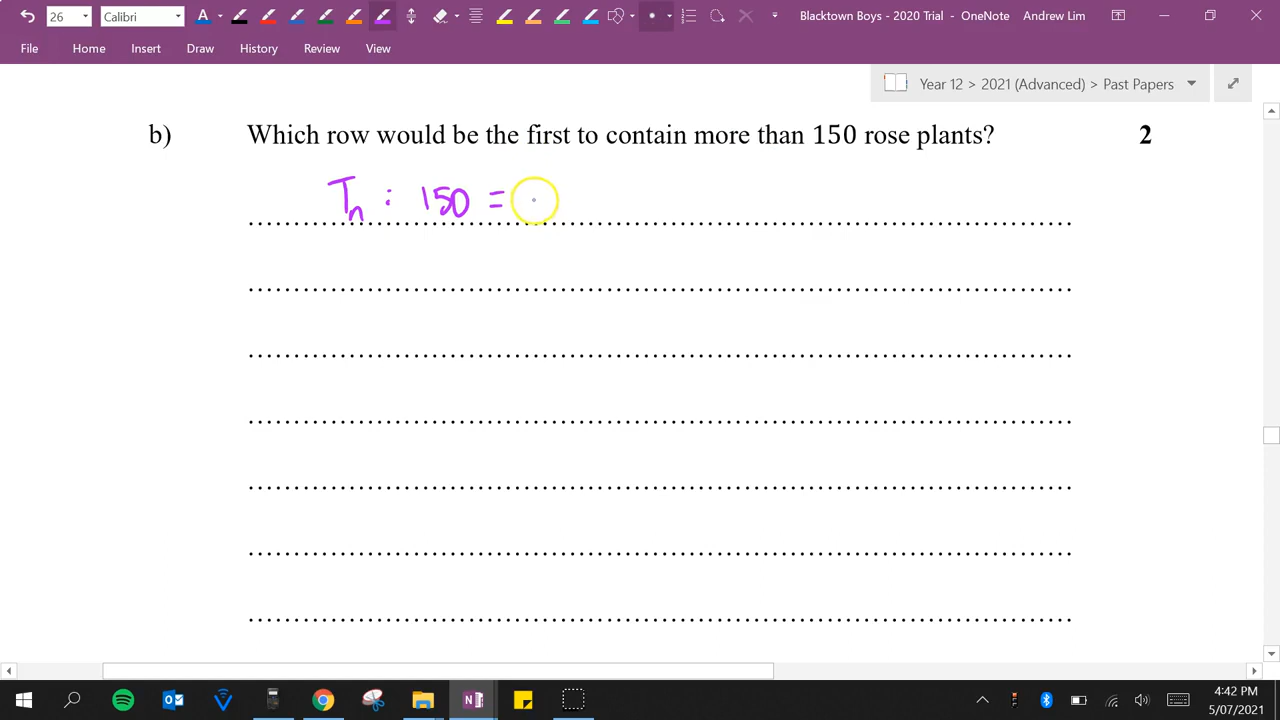 26 Calibri A Blacktown Boys - 2020 Trial - OneNote Andrew Lim
File Home Insert Draw History Review View
Year 12 > 2021 (Advanced) > Past Papers
b) Which row would be the first to contain more than 150 rose plants? 2
Tn : 150 =
4:42 PM
5/07/2021